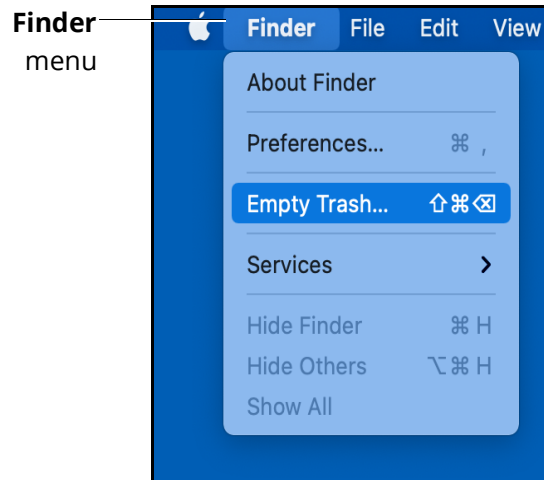 Finder
menu
Finder File Edit View
About Finder
Preferences... ⌘ ,
Empty Trash... ⇧⌘⌫
Services
Hide Finder ⌘ H
Hide Others ⌥⌘ H
Show All